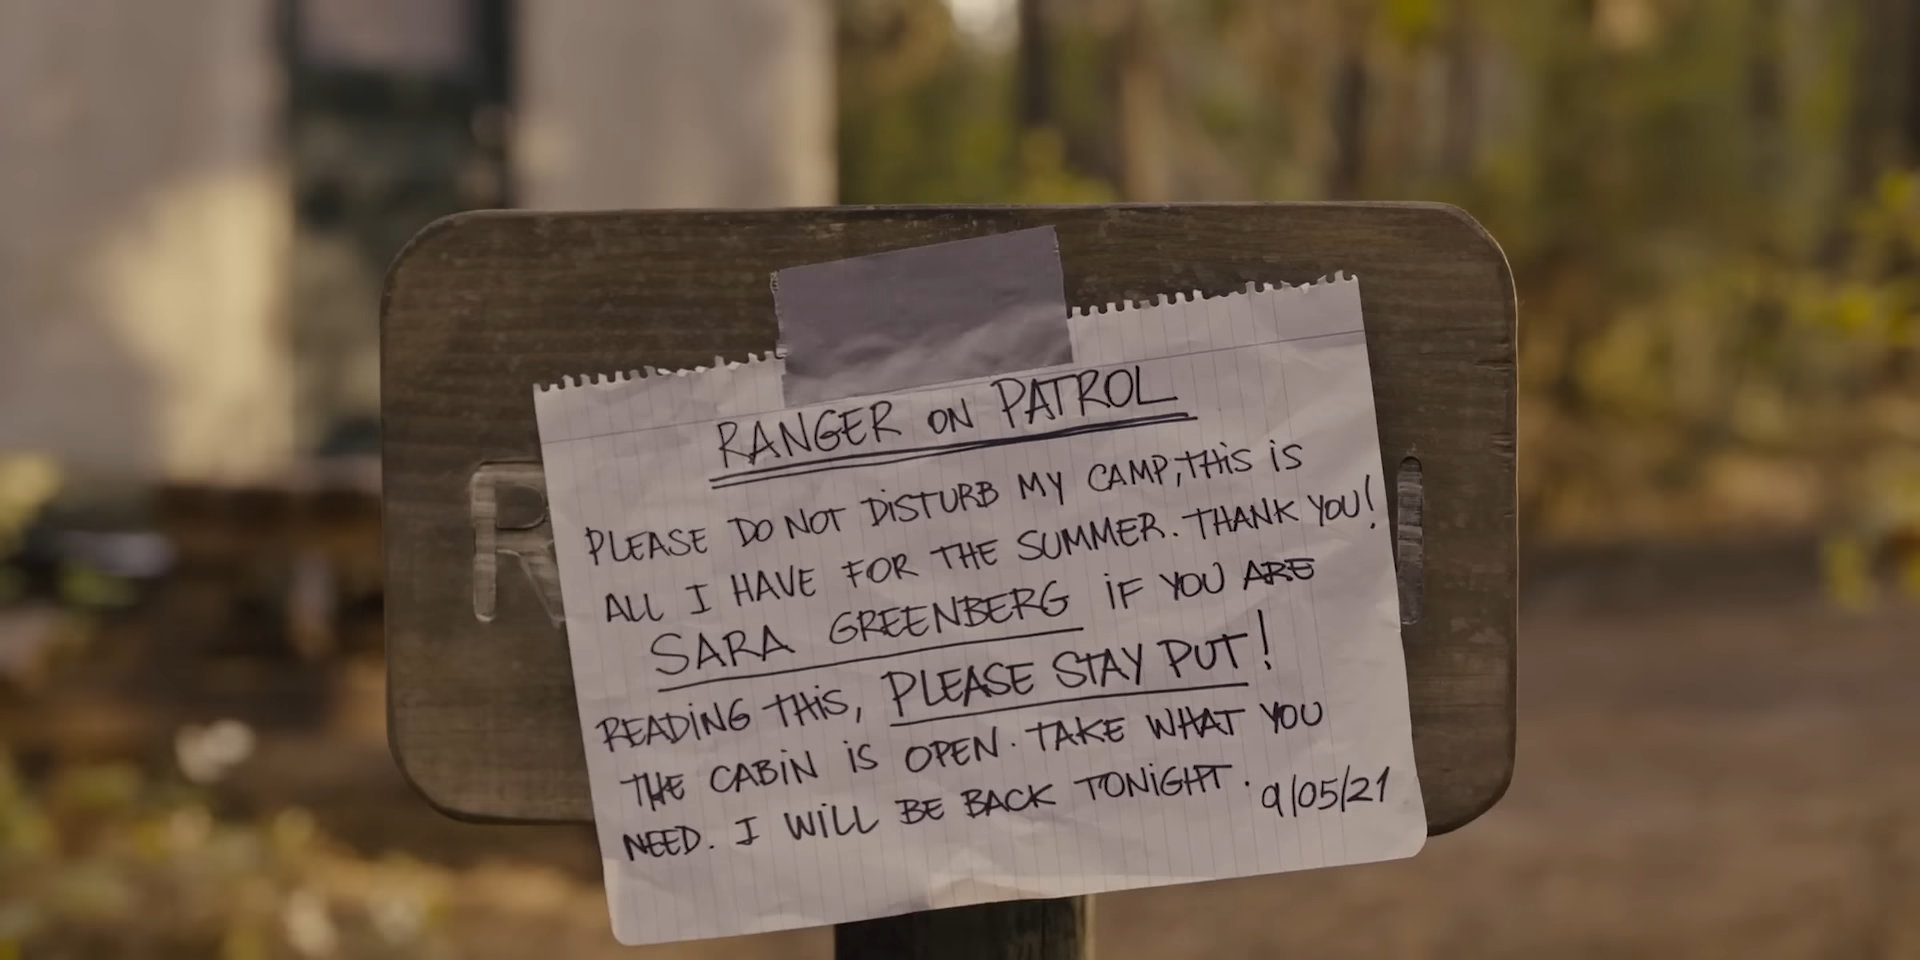 RANGER ON PATROL
PLEASE DO NOT DISTURB MY CAMP, THIS IS
ALL I HAVE FOR THE SUMMER. THANK YOU!
SARA GREENBERG IF YOU ARE
READING THIS, PLEASE STAY PUT!
THE CABIN IS OPEN. TAKE WHAT YOU
NEED. I WILL BE BACK TONIGHT.
9/05/21